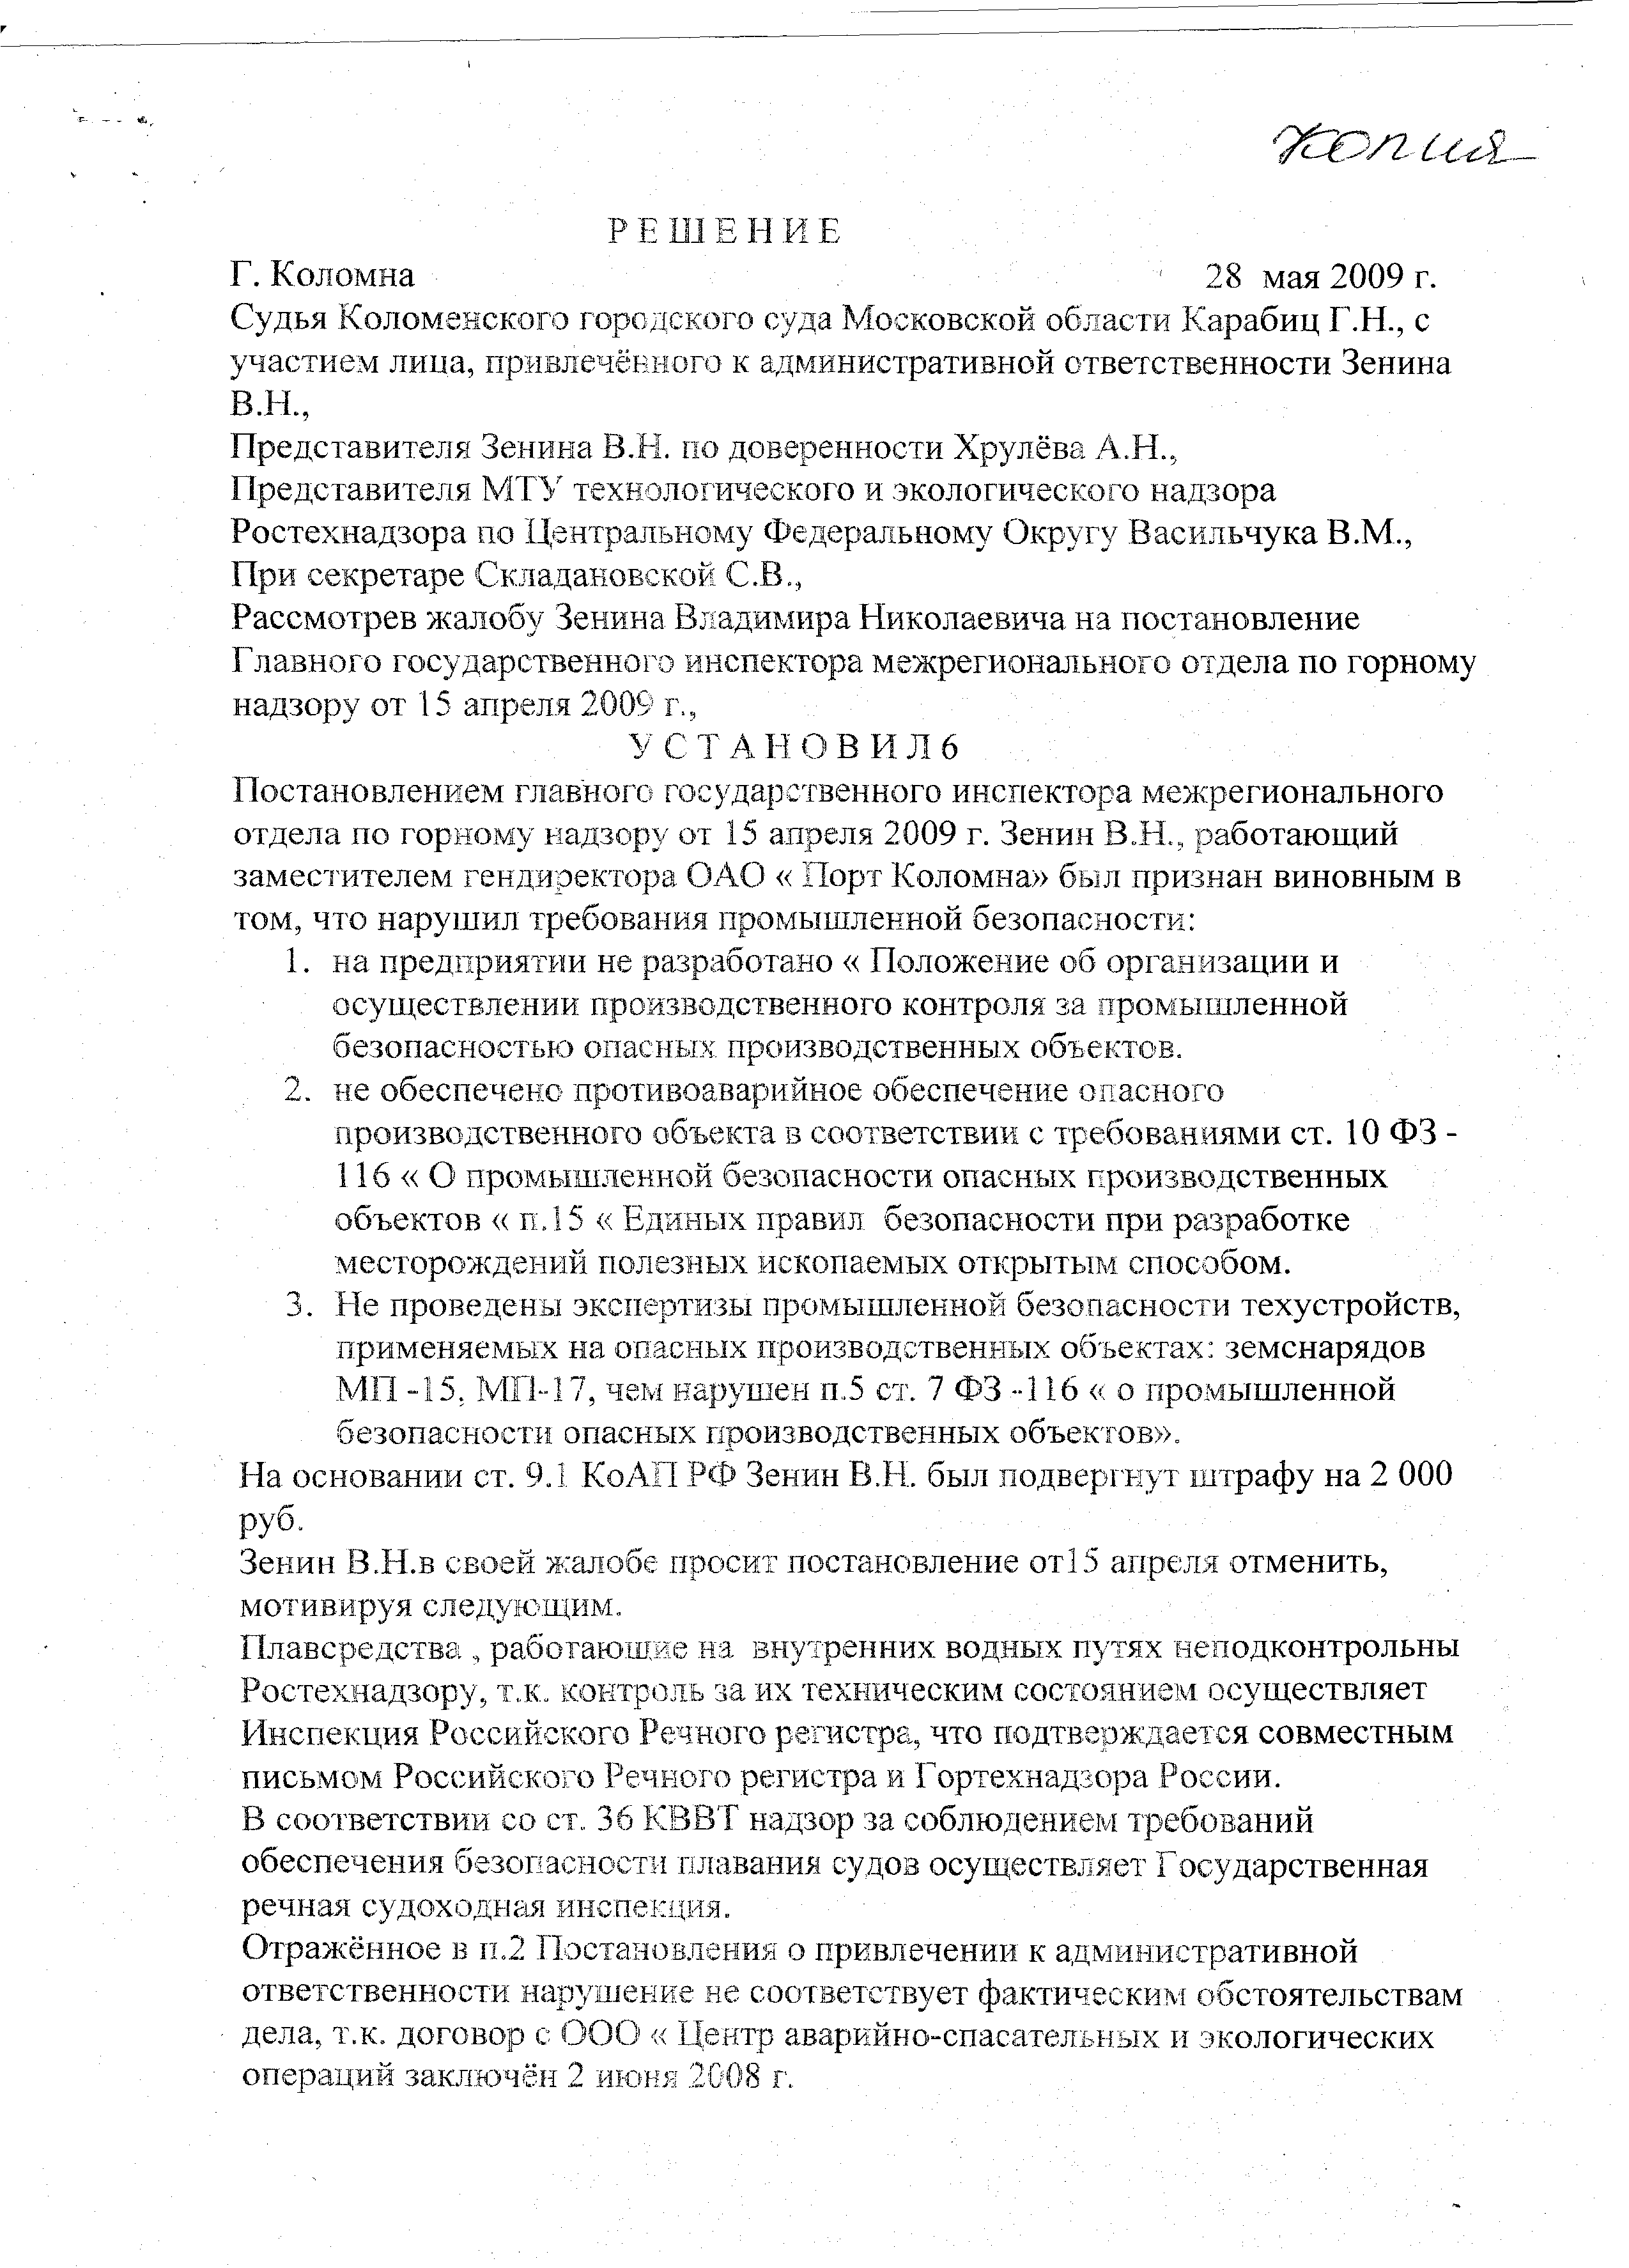 копия
Р Е Ш Е Н И Е
Г. Коломна 28 мая 2009 г.
Судья Коломенского городского суда Московской области Карабиц Г.Н., с
участием лица, привлечённого к административной ответственности Зенина
В.Н.,
Представителя Зенина В.Н. по доверенности Хрулёва А.Н.,
Представителя МТУ технологического и экологического надзора
Ростехнадзора по Центральному Федеральному Округу Васильчука В.М.,
При секретаре Складановской С.В.,
Рассмотрев жалобу Зенина Владимира Николаевича на постановление
Главного государственного инспектора межрегионального отдела по горному
надзору от 15 апреля 2009 г.,
У С Т А Н О В И Л 6
Постановлением главного государственного инспектора межрегионального
отдела по горному надзору от 15 апреля 2009 г. Зенин В.Н., работающий
заместителем гендиректора ОАО « Порт Коломна» был признан виновным в
том, что нарушил требования промышленной безопасности:
1. на предприятии не разработано « Положение об организации и
осуществлении производственного контроля за промышленной
безопасностью опасных производственных объектов.
2. не обеспечено противоаварийное обеспечение опасного
производственного объекта в соответствии с требованиями ст. 10 ФЗ -
116 « О промышленной безопасности опасных производственных
объектов « п.15 « Единых правил безопасности при разработке
месторождений полезных ископаемых открытым способом.
3. Не проведены экспертизы промышленной безопасности техустройств,
применяемых на опасных производственных объектах: земснарядов
МП -15, МП-17, чем нарушен п.5 ст. 7 ФЗ -116 « о промышленной
безопасности опасных производственных объектов».
На основании ст. 9.1 КоАП РФ Зенин В.Н. был подвергнут штрафу на 2 000
руб.
Зенин В.Н.в своей жалобе просит постановление от15 апреля отменить,
мотивируя следующим.
Плавсредства , работающие на внутренних водных путях неподконтрольны
Ростехнадзору, т.к. контроль за их техническим состоянием осуществляет
Инспекция Российского Речного регистра, что подтверждается совместным
письмом Российского Речного регистра и Гортехнадзора России.
В соответствии со ст. 36 КВВТ надзор за соблюдением требований
обеспечения безопасности плавания судов осуществляет Государственная
речная судоходная инспекция.
Отражённое в п.2 Постановления о привлечении к административной
ответственности нарушение не соответствует фактическим обстоятельствам
дела, т.к. договор с ООО « Центр аварийно-спасательных и экологических
операций заключён 2 июня 2008 г.